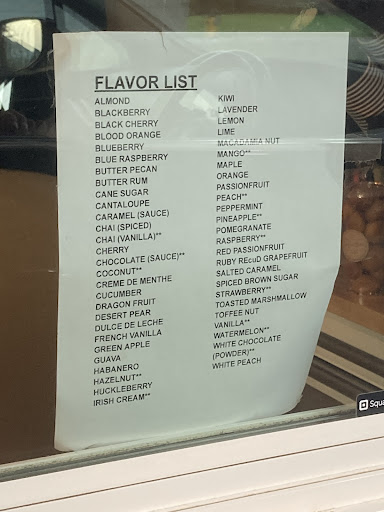 FLAVOR LIST
ALMOND
BLACKBERRY
BLACK CHERRY
BLOOD ORANGE
BLUEBERRY
BLUE RASPBERRY
BUTTER PECAN
BUTTER RUM
CANE SUGAR
CANTALOUPE
CARAMEL (SAUCE)
CHAI (SPICED)
CHAI (VANILLA)**
CHERRY
CHOCOLATE (SAUCE)**
COCONUT**
CREME DE MENTHE
CUCUMBER
DRAGON FRUIT
DESERT PEAR
DULCE DE LECHE
FRENCH VANILLA
GREEN APPLE
GUAVA
HABANERO
HAZELNUT**
HUCKLEBERRY
IRISH CREAM**
KIWI
LAVENDER
LEMON
LIME
MACADAMIA NUT
MANGO**
MAPLE
ORANGE
PASSIONFRUIT
PEACH**
PEPPERMINT
PINEAPPLE**
POMEGRANATE
RASPBERRY**
RED PASSIONFRUIT
RUBY GRAPEFRUIT
SALTED CARAMEL
SPICED BROWN SUGAR
STRAWBERRY**
TOASTED MARSHMALLOW
TOFFEE NUT
VANILLA**
WATERMELON**
WHITE CHOCOLATE
(POWDER)**
WHITE PEACH